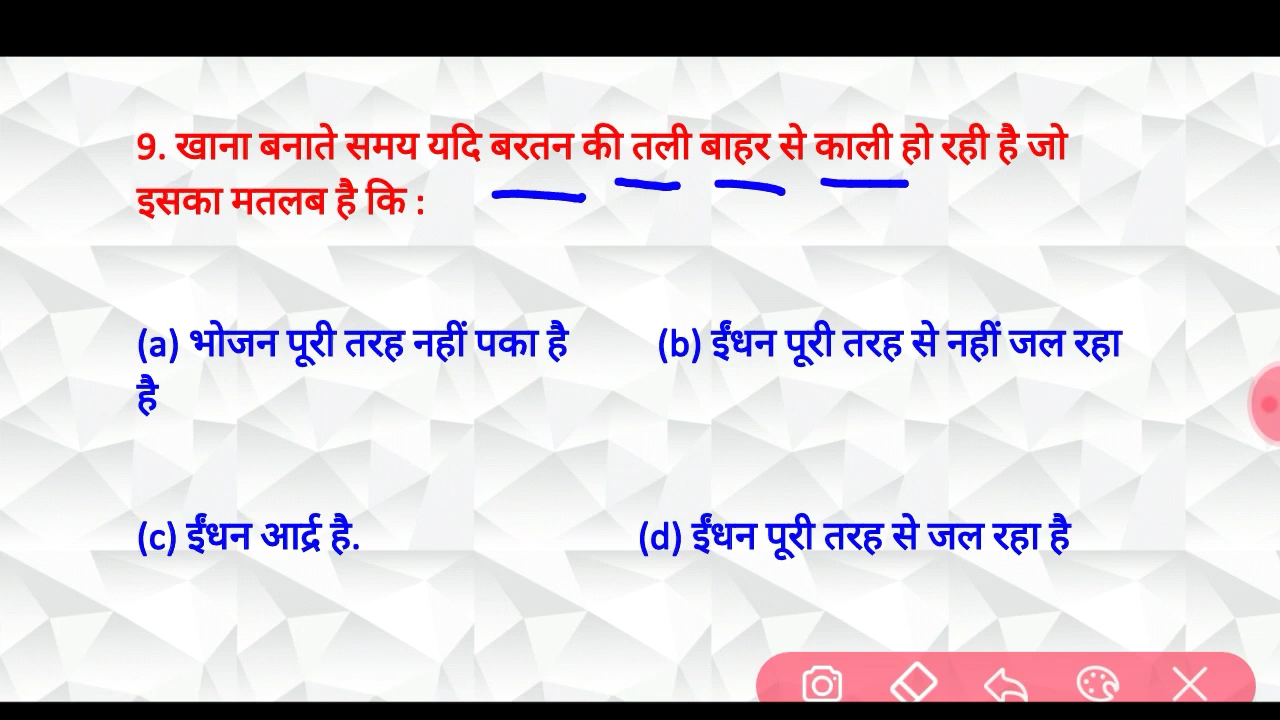 9. खाना बनाते समय यदि बरतन की तली बाहर से काली हो रही है जो
इसका मतलब है कि :
(a) भोजन पूरी तरह नहीं पका है (b) ईंधन पूरी तरह से नहीं जल रहा
है
(c) ईंधन आर्द्र है. (d) ईंधन पूरी तरह से जल रहा है